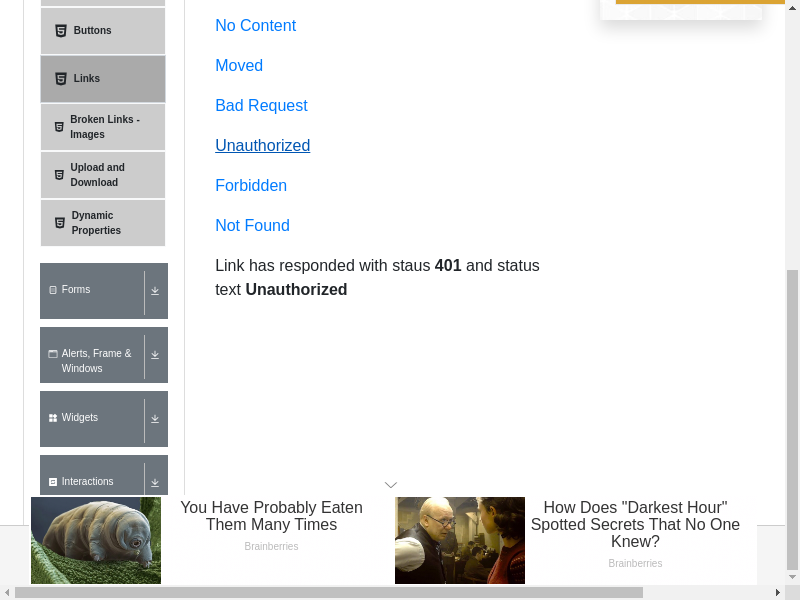 Buttons
Links
Broken Links -
Images
Upload and
Download
Dynamic
Properties
Forms
Alerts, Frame &
Windows
Widgets
Interactions
No Content
Moved
Bad Request
Unauthorized
Forbidden
Not Found
Link has responded with staus 401 and status
text Unauthorized
You Have Probably Eaten
Them Many Times
Brainberries
How Does "Darkest Hour"
Spotted Secrets That No One
Knew?
Brainberries